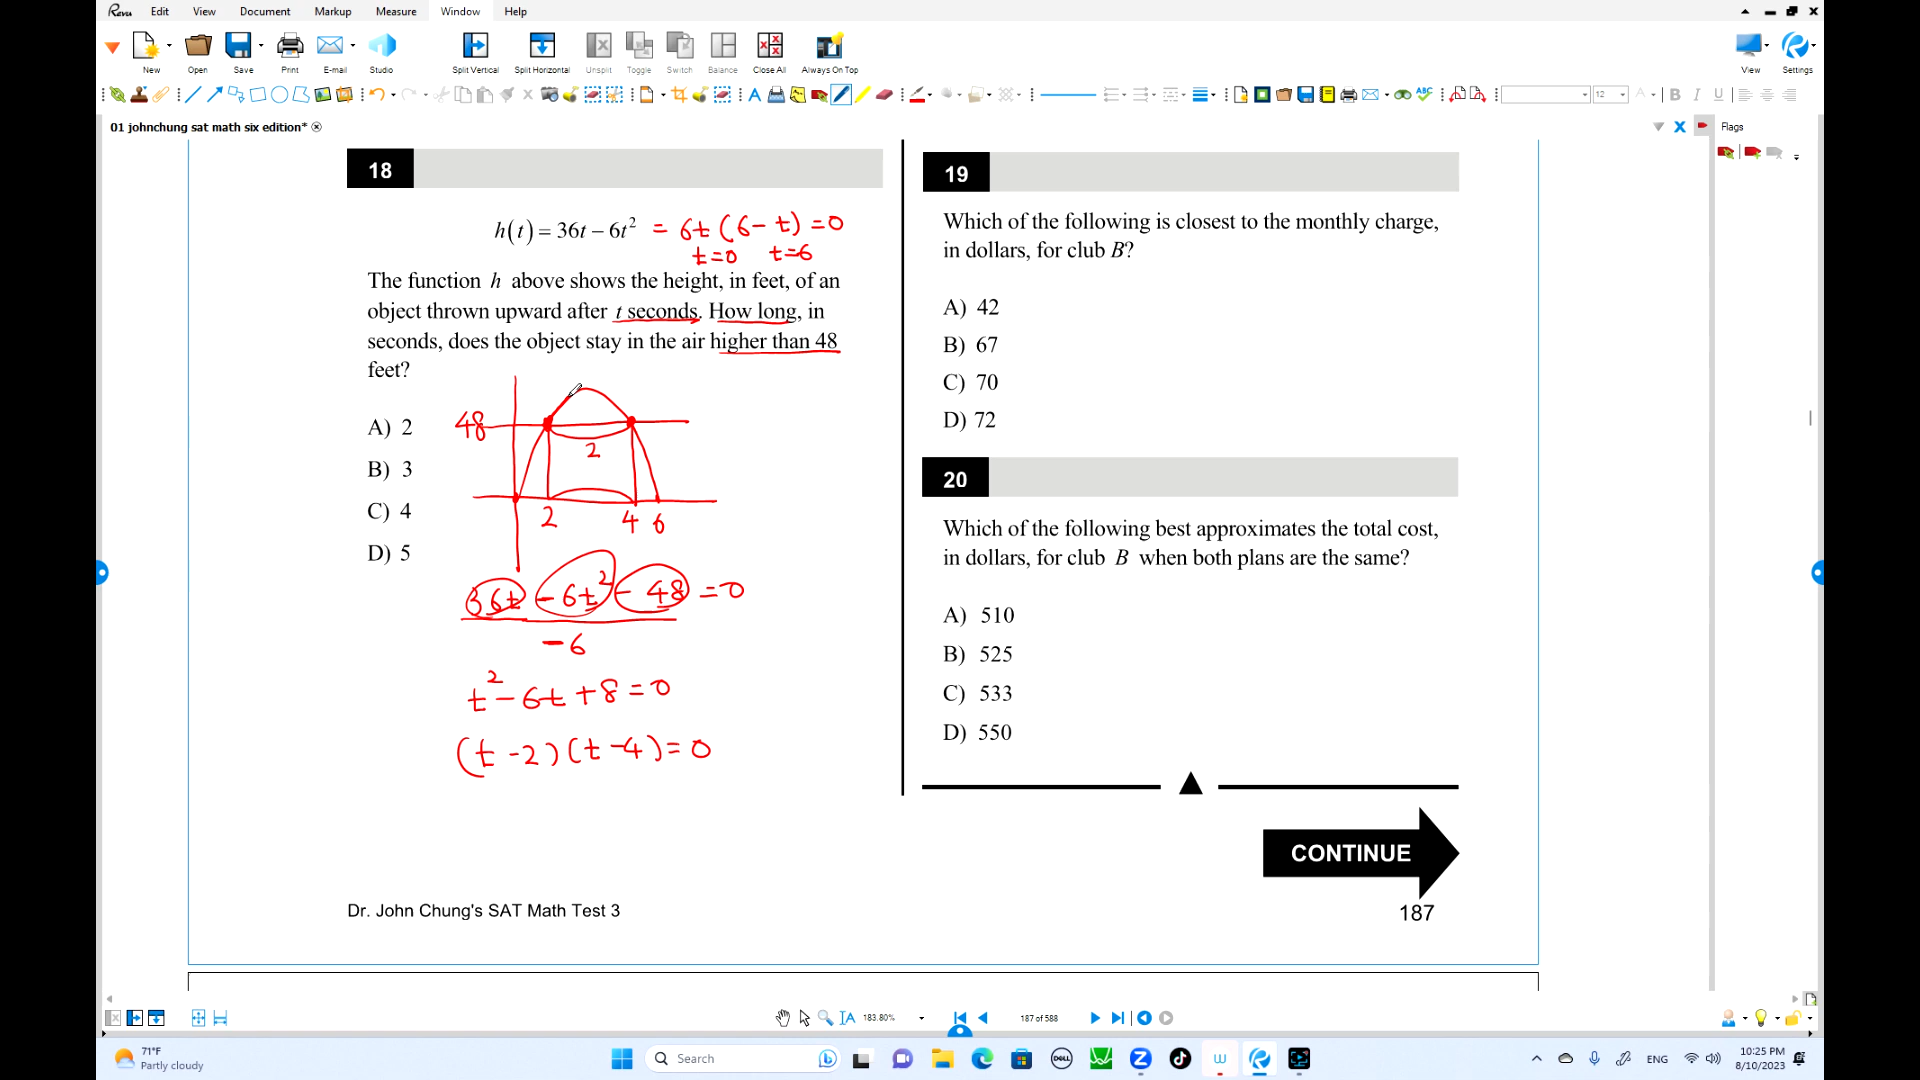 Revu File Edit View Document Markup Measure Window Help
New Open Save Print E-mail Studio Split Vertical Split Horizontal Unsplit Toggle Switch Balance Close All Always On Top View Settings
12
01 johnchung sat math six edition*
Flags
18
h(t) = 36t – 6t² = 6t (6 - t) = 0
t=0 t=6
The function h above shows the height, in feet, of an
object thrown upward after t seconds. How long, in
seconds, does the object stay in the air higher than 48
feet?
A) 2
B) 3
C) 4
D) 5
48
2
2 4 6
36t - 6t² - 48 = 0
-6
t² - 6t + 8 = 0
(t - 2) (t - 4) = 0
19
Which of the following is closest to the monthly charge,
in dollars, for club B?
A) 42
B) 67
C) 70
D) 72
20
Which of the following best approximates the total cost,
in dollars, for club B when both plans are the same?
A) 510
B) 525
C) 533
D) 550
CONTINUE
Dr. John Chung's SAT Math Test 3
187
183.80%
187 of 588
71°F
Partly cloudy
Search
DELL
ENG
10:25 PM
8/10/2023